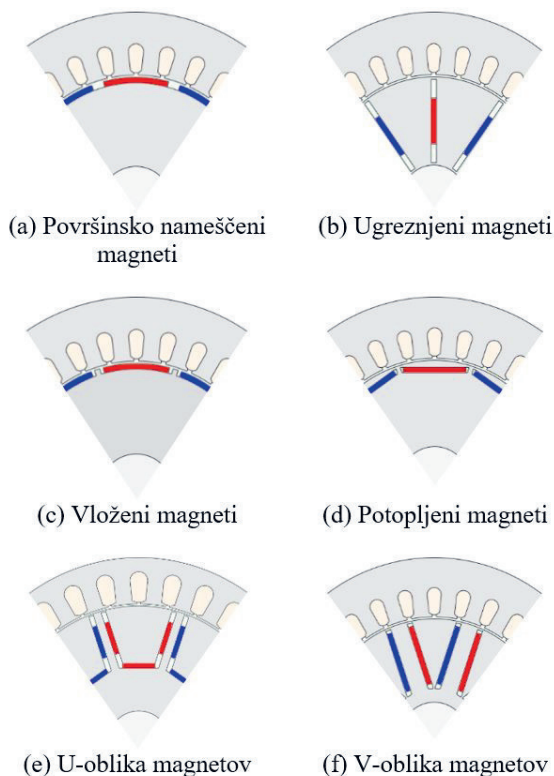 (a) Površinsko nameščeni
magneti
(b) Ugreznjeni magneti
(c) Vloženi magneti
(d) Potopljeni magneti
(e) U-oblika magnetov
(f) V-oblika magnetov